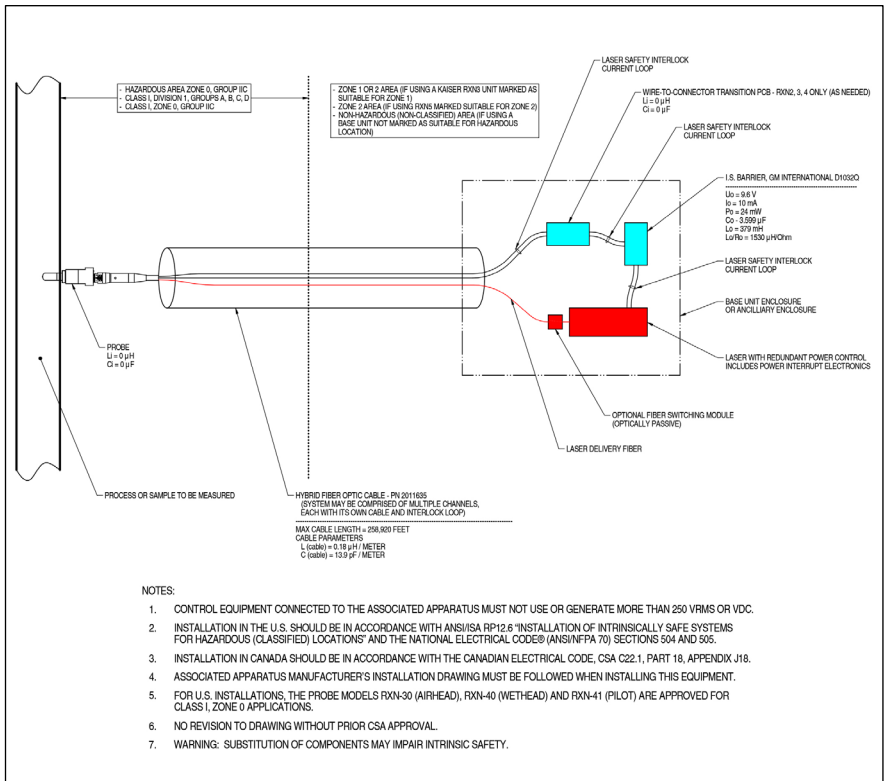 LASER SAFETY INTERLOCK
CURRENT LOOP
- HAZARDOUS AREA ZONE 0, GROUP IIC
- CLASS I, DIVISION 1, GROUPS A, B, C, D
- CLASS I, ZONE 0, GROUP IIC
- ZONE 1 OR 2 AREA (IF USING A KAISER RXN3 UNIT MARKED AS
SUITABLE FOR ZONE 1)
- ZONE 2 AREA (IF USING RXN5 MARKED SUITABLE FOR ZONE 2)
- NON-HAZARDOUS (NON-CLASSIFIED) AREA (IF USING A
BASE UNIT NOT MARKED AS SUITABLE FOR HAZARDOUS
LOCATION)
WIRE-TO-CONNECTOR TRANSITION PCB - RXN2, 3, 4 ONLY (AS NEEDED)
Li = 0 µH
Ci = 0 µF
LASER SAFETY INTERLOCK
CURRENT LOOP
I.S. BARRIER, GM INTERNATIONAL D1032Q
Uo = 9.6 V
Io = 10 mA
Po = 24 mW
Co - 3.599 µF
Lo = 379 mH
Lo/Ro = 1530 µH/Ohm
LASER SAFETY INTERLOCK
CURRENT LOOP
BASE UNIT ENCLOSURE
OR ANCILLIARY ENCLOSURE
PROBE
Li = 0 µH
Ci = 0 µF
LASER WITH REDUNDANT POWER CONTROL
INCLUDES POWER INTERRUPT ELECTRONICS
OPTIONAL FIBER SWITCHING MODULE
(OPTICALLY PASSIVE)
LASER DELIVERY FIBER
PROCESS OR SAMPLE TO BE MEASURED
HYBRID FIBER OPTIC CABLE - PN 2011635
(SYSTEM MAY BE COMPRISED OF MULTIPLE CHANNELS,
EACH WITH ITS OWN CABLE AND INTERLOCK LOOP)
MAX CABLE LENGTH = 258,920 FEET
CABLE PARAMETERS
L (cable) = 0.18 µH / METER
C (cable) = 13.9 pF / METER
NOTES:
1. CONTROL EQUIPMENT CONNECTED TO THE ASSOCIATED APPARATUS MUST NOT USE OR GENERATE MORE THAN 250 VRMS OR VDC.
2. INSTALLATION IN THE U.S. SHOULD BE IN ACCORDANCE WITH ANSI/ISA RP12.6 “INSTALLATION OF INTRINSICALLY SAFE SYSTEMS
FOR HAZARDOUS (CLASSIFIED) LOCATIONS” AND THE NATIONAL ELECTRICAL CODE® (ANSI/NFPA 70) SECTIONS 504 AND 505.
3. INSTALLATION IN CANADA SHOULD BE IN ACCORDANCE WITH THE CANADIAN ELECTRICAL CODE, CSA C22.1, PART 18, APPENDIX J18.
4. ASSOCIATED APPARATUS MANUFACTURER'S INSTALLATION DRAWING MUST BE FOLLOWED WHEN INSTALLING THIS EQUIPMENT.
5. FOR U.S. INSTALLATIONS, THE PROBE MODELS RXN-30 (AIRHEAD), RXN-40 (WETHEAD) AND RXN-41 (PILOT) ARE APPROVED FOR
CLASS I, ZONE 0 APPLICATIONS.
6. NO REVISION TO DRAWING WITHOUT PRIOR CSA APPROVAL.
7. WARNING: SUBSTITUTION OF COMPONENTS MAY IMPAIR INTRINSIC SAFETY.